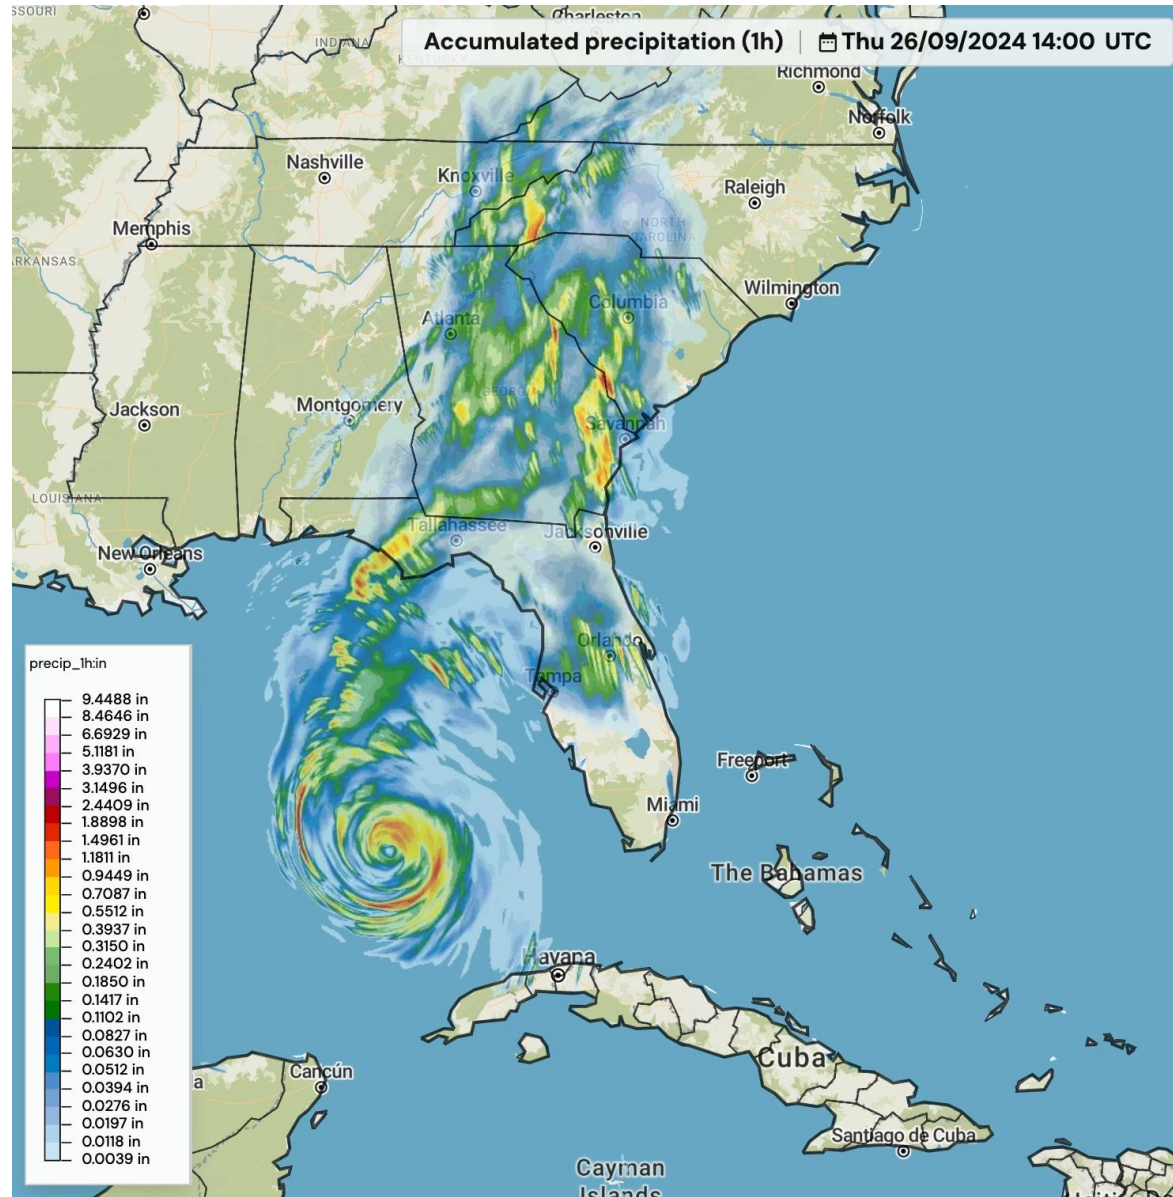 SSOURI
Charleston
INDIANA
KENTUCKY
Accumulated precipitation (1h) | Thu 26/09/2024 14:00 UTC
Richmond
Norfolk
Nashville
Knoxville
Raleigh
Memphis
NORTH
CAROLINA
ARKANSAS
Wilmington
Columbia
Atlanta
GEORGIA
Jackson
Montgomery
Savannah
LOUISIANA
Tallahassee
Jacksonville
New Orleans
Orlando
Tampa
precip_1h:in
9.4488 in
8.4646 in
6.6929 in
5.1181 in
3.9370 in
3.1496 in
2.4409 in
1.8898 in
1.4961 in
1.1811 in
0.9449 in
0.7087 in
0.5512 in
0.3937 in
0.3150 in
0.2402 in
0.1850 in
0.1417 in
0.1102 in
0.0827 in
0.0630 in
0.0512 in
0.0394 in
0.0276 in
0.0197 in
0.0118 in
0.0039 in
Freeport
Miami
The Bahamas
Havana
Cuba
a
Cancún
Santiago de Cuba
Cayman
Islands